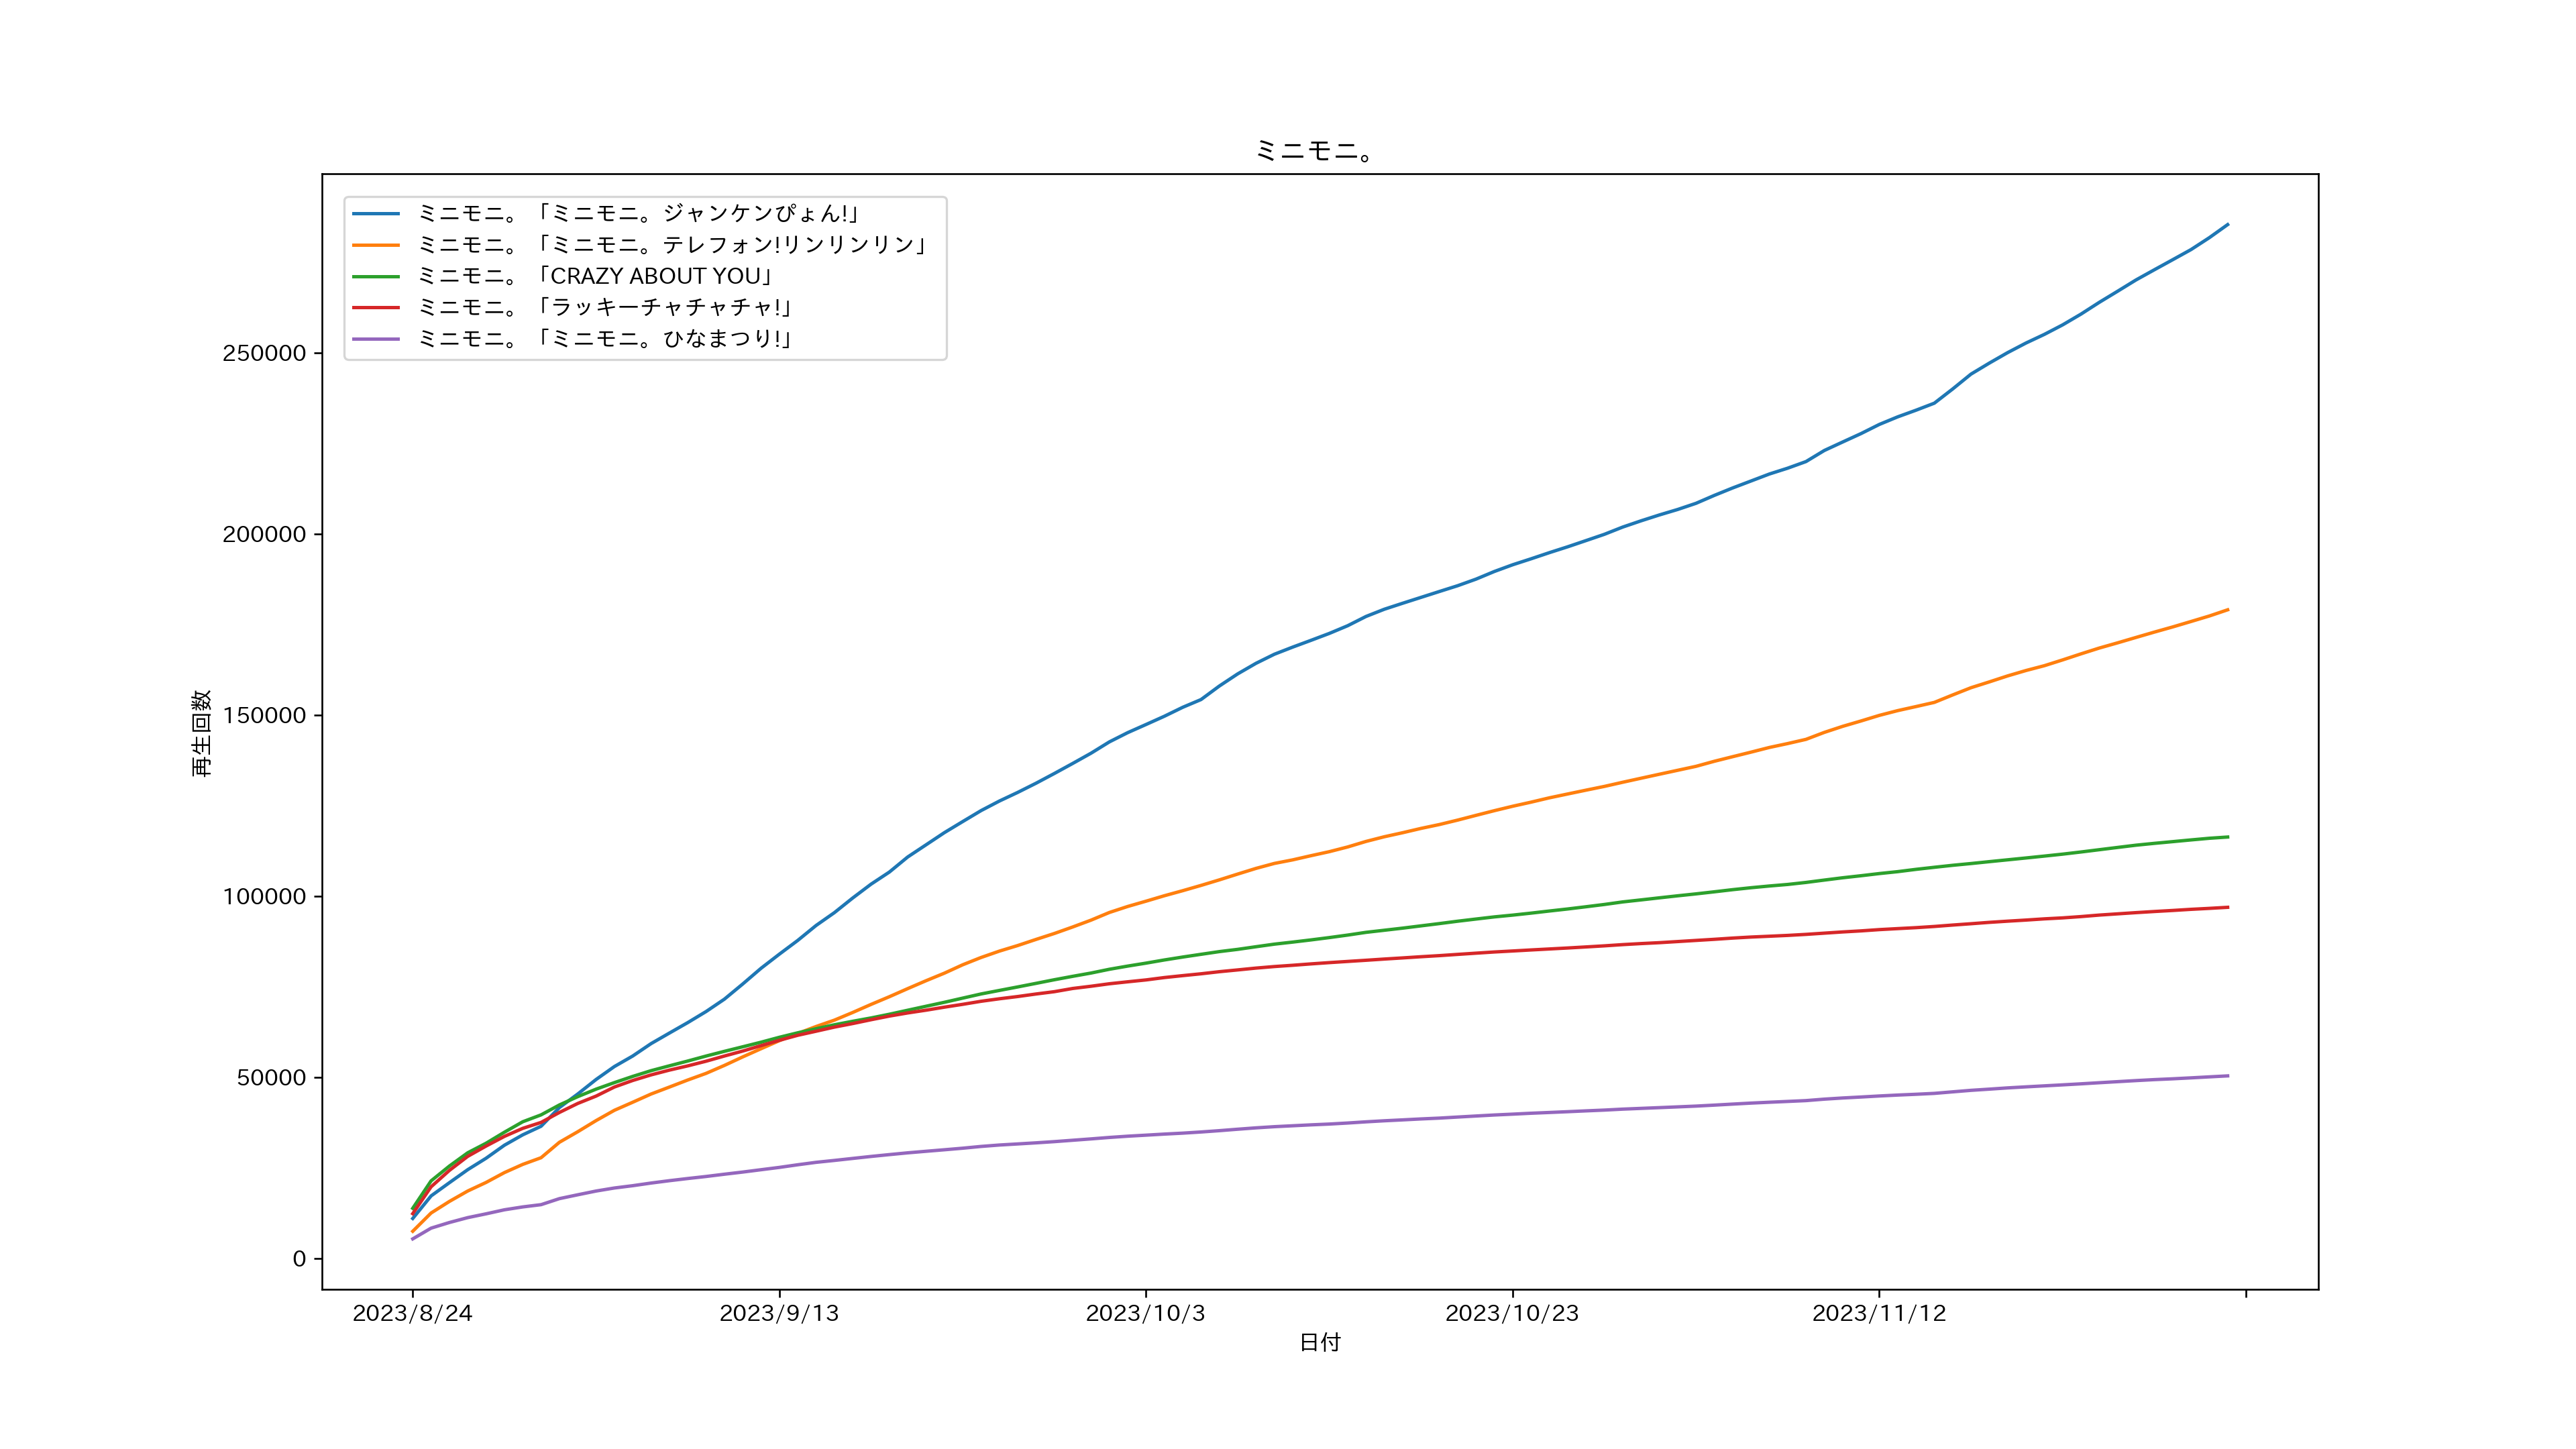 ミニモニ。
ミニモニ。「ミニモニ。ジャンケンぴょん!」
ミニモニ。「ミニモニ。テレフォン!リンリンリン」
ミニモニ。「CRAZY ABOUT YOU」
ミニモニ。「ラッキーチャチャチャ!」
ミニモニ。「ミニモニ。ひなまつり!」
250000
200000
150000
100000
50000
0
再生回数
2023/8/24
2023/9/13
2023/10/3
2023/10/23
2023/11/12
日付